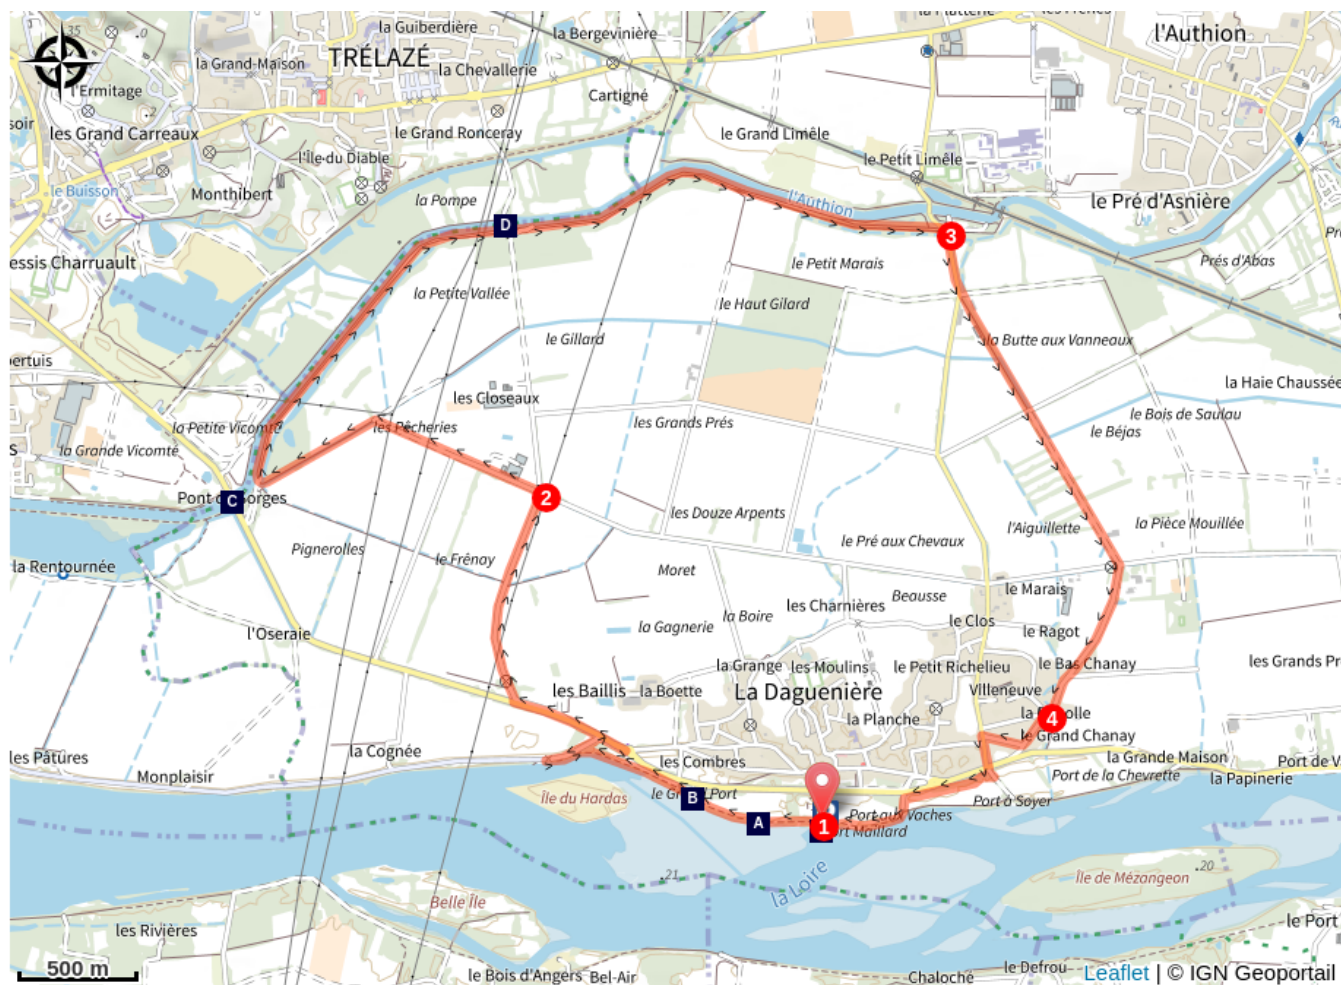 35
.0
la Guiberdière
la Bergevinière
l'Authion
TRÉLAZÉ
la Grand-Maison
la Chevallerie
l'Ermitage
Cartigné
soir
les Grand Carreaux
le Grand Ronceray
le Grand Limêle
l'Île du Diable
le Petit Limêle
le Buisson
Monthibert
la Pompe
l'Authion
le Pré d'Asnière
D
3
essis Charruault
le Petit Marais
Prés d'Abas
la Petite Vallée
le Haut Gilard
le Gillard
la Butte aux Vanneaux
pertuis
la Haie Chaussée
les Closeaux
le Bois de Saulau
la Petite Vicomté
les Pêcheries
les Grands Prés
le Béjas
la Grande Vicomté
2
C
les Douze Arpents
l'Aiguillette
la Pièce Mouillée
Pignerolles
le Frênay
le Pré aux Chevaux
la Rentournée
Moret
le Marais
Beausse
les Charnières
la Boire
le Clos
l'Oseraie
la Gagnerie
le Ragot
la Grange
les Moulins
le Petit Richelieu
le Bas Chanay
les Grands Pr
les Baillis
la Boette
La Daguenière
Villeneuve
la Planche
4
le Grand Chanay
la Cognée
les Pâtures
les Combres
la Grande Maison
Port de la Chevrette
Monplaisir
la Papinerie
Île du Hardas
B
Port à Soyer
A
1
Port aux Vaches
la Loire
.21
.20
Île de Mézangeon
Belle Île
les Rivières
le Port
le Bois d'Angers
Bel-Air
Chaloché
le Defrou
500 m
Leaflet | © IGN Geoportail